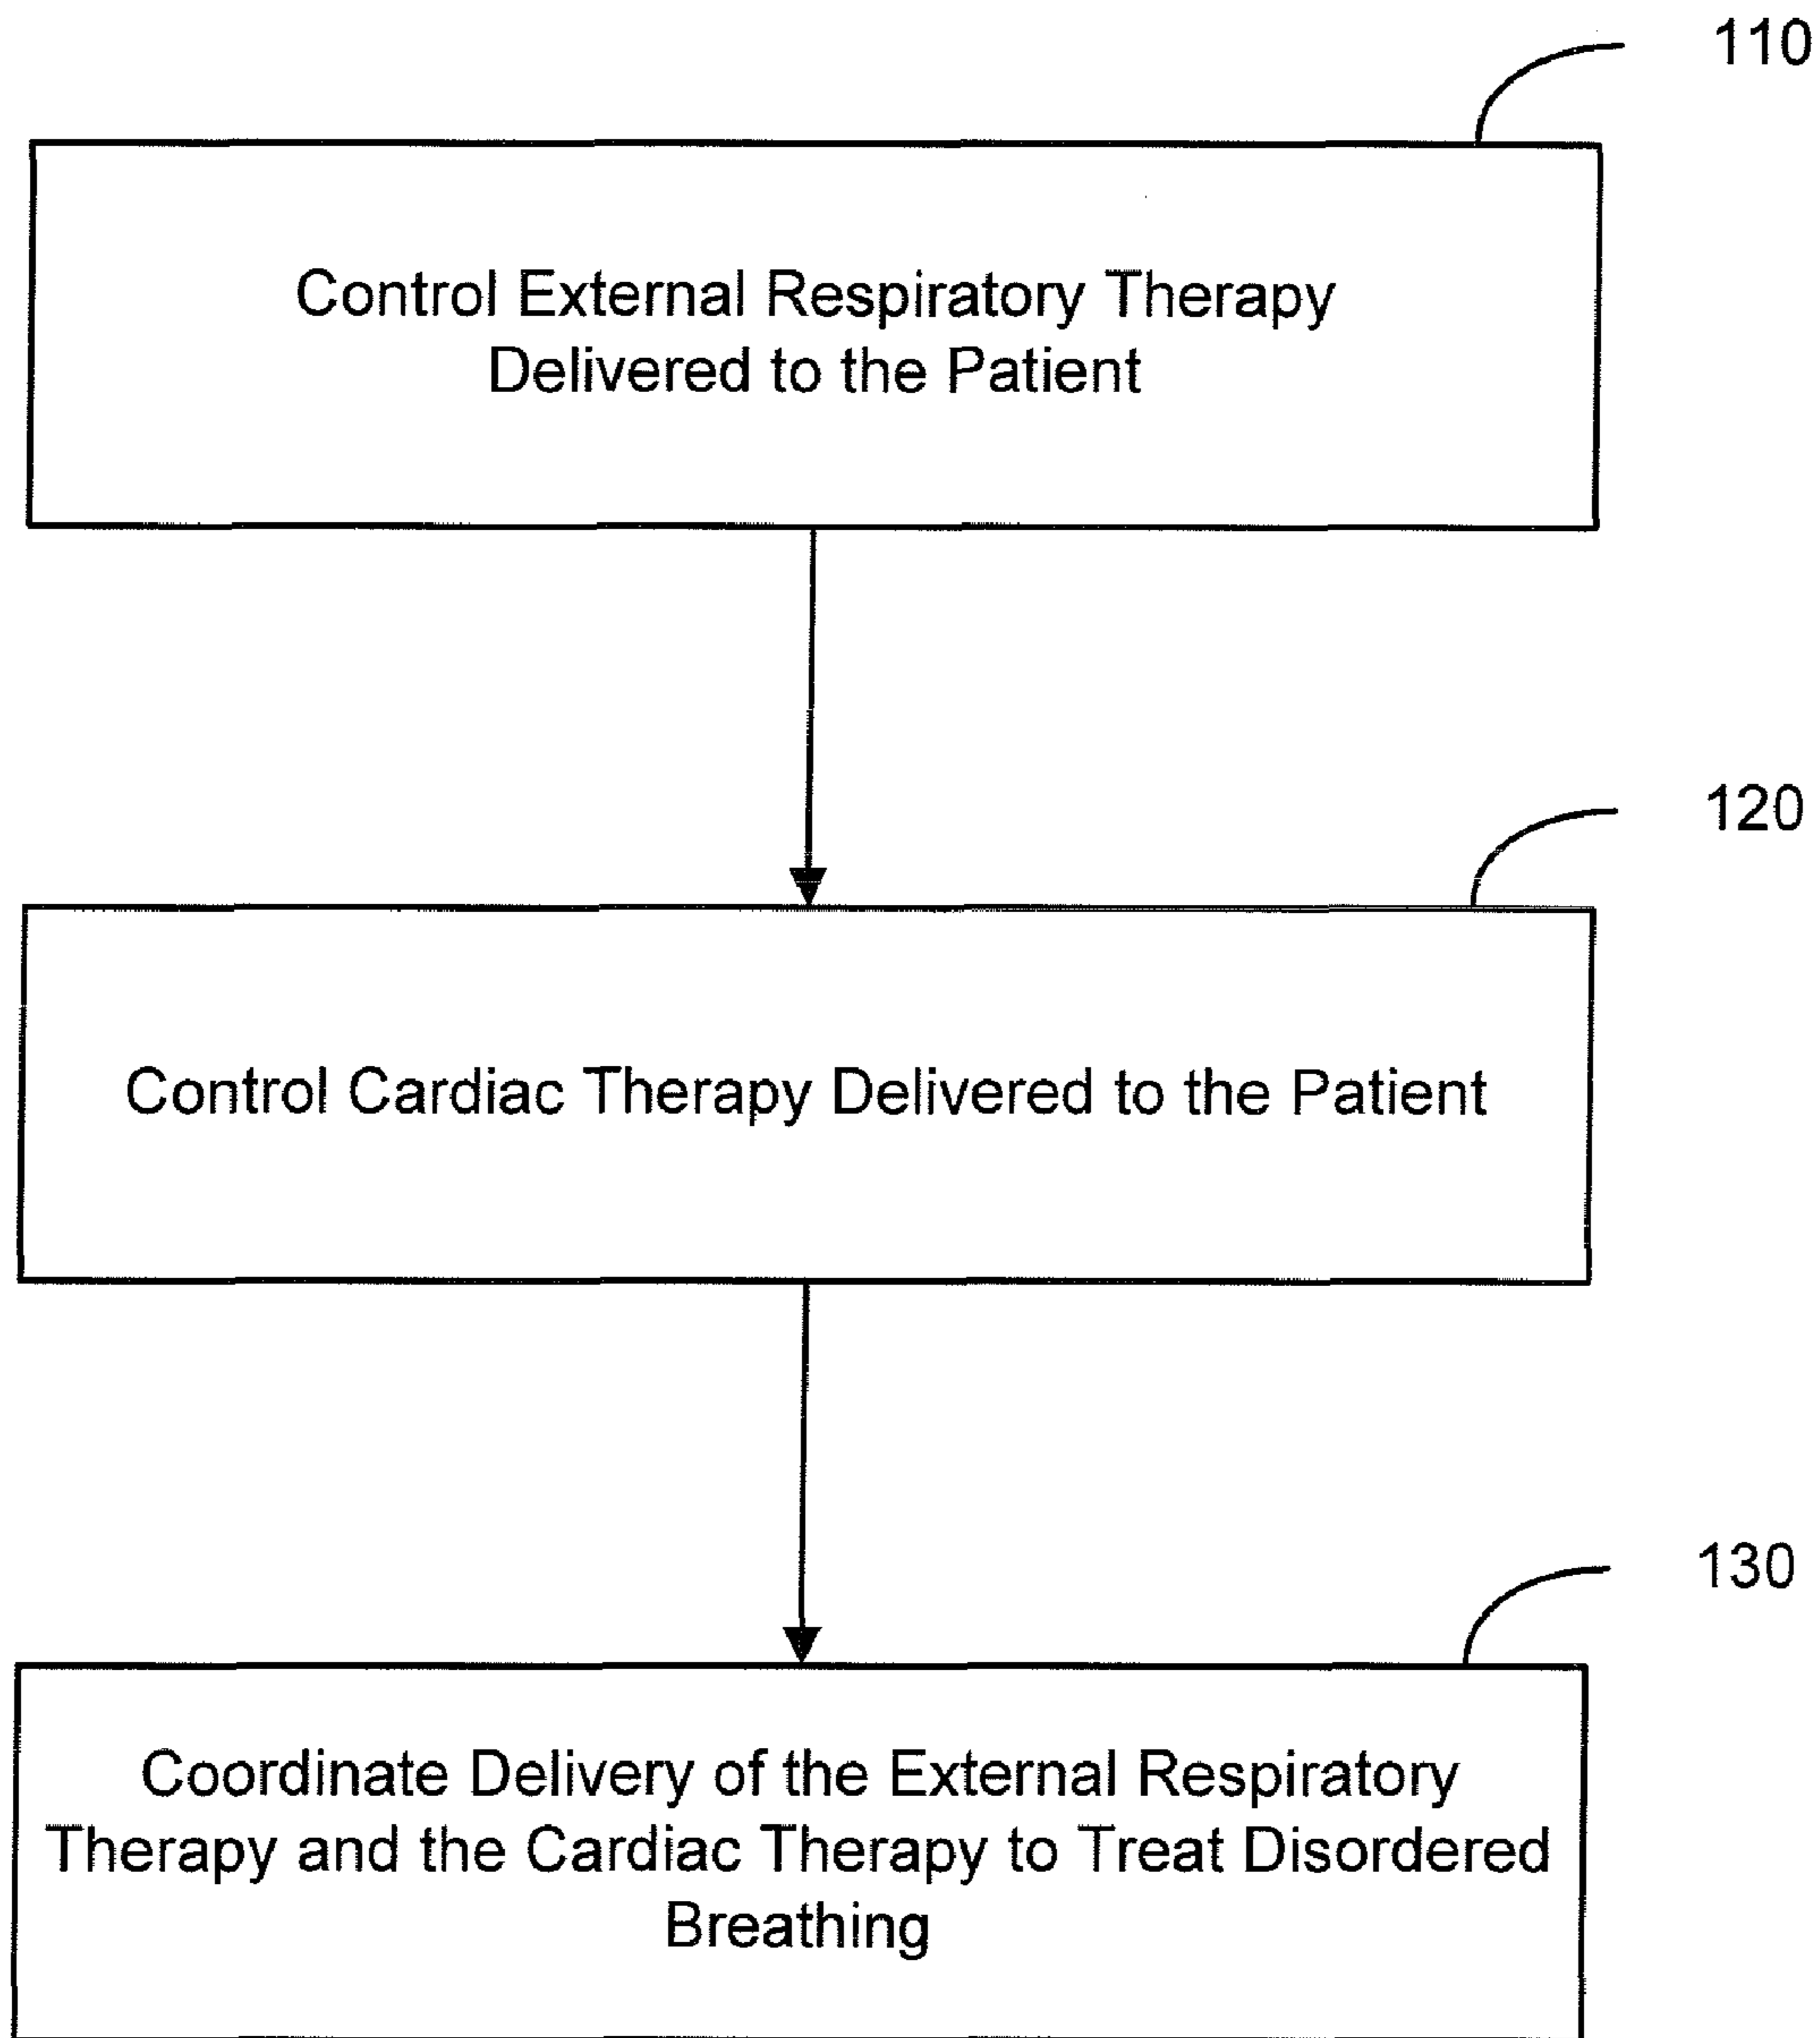 110
Control External Respiratory Therapy
Delivered to the Patient
120
Control Cardiac Therapy Delivered to the Patient
130
Coordinate Delivery of the External Respiratory
Therapy and the Cardiac Therapy to Treat Disordered
Breathing